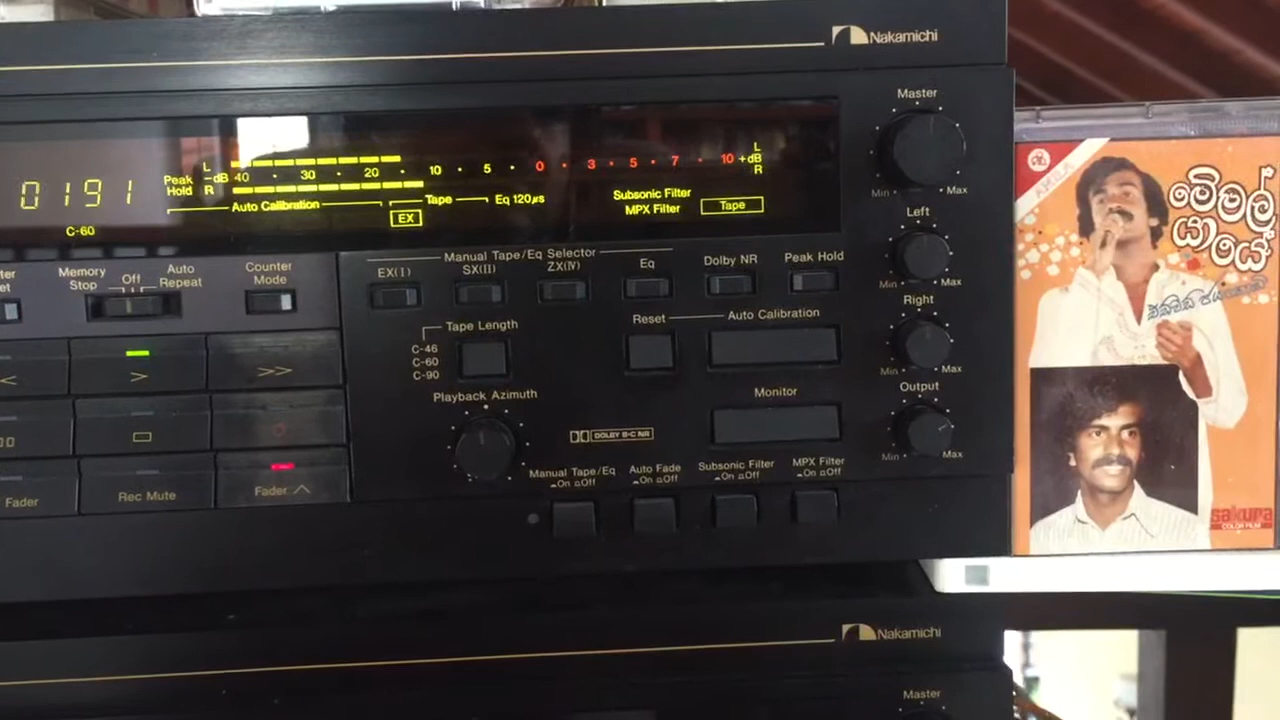 Nakamichi
Master
Min Max
0191
C-60
Peak Hold
L
-dB
R
40 30 20 10 5 0 3 5 7 10 +dB
L
R
Auto Calibration
Tape
Eq 120μs
EX
Subsonic Filter
MPX Filter
Tape
Left
Min Max
Memory Stop
Off
Auto Repeat
Counter Mode
Manual Tape/Eq Selector
EX(I)
SX(II)
ZX(IV)
Eq
Dolby NR
Peak Hold
Right
Min Max
Tape Length
C-46
C-60
C-90
Reset
Auto Calibration
Output
Min Max
Playback Azimuth
Monitor
DOLBY B-C NR
Manual Tape/Eq
On Off
Auto Fade
On Off
Subsonic Filter
On Off
MPX Filter
On Off
Fader
Rec Mute
Fader
Nakamichi
Master
මේවල්
යායේ
sakura
COLOR FILM